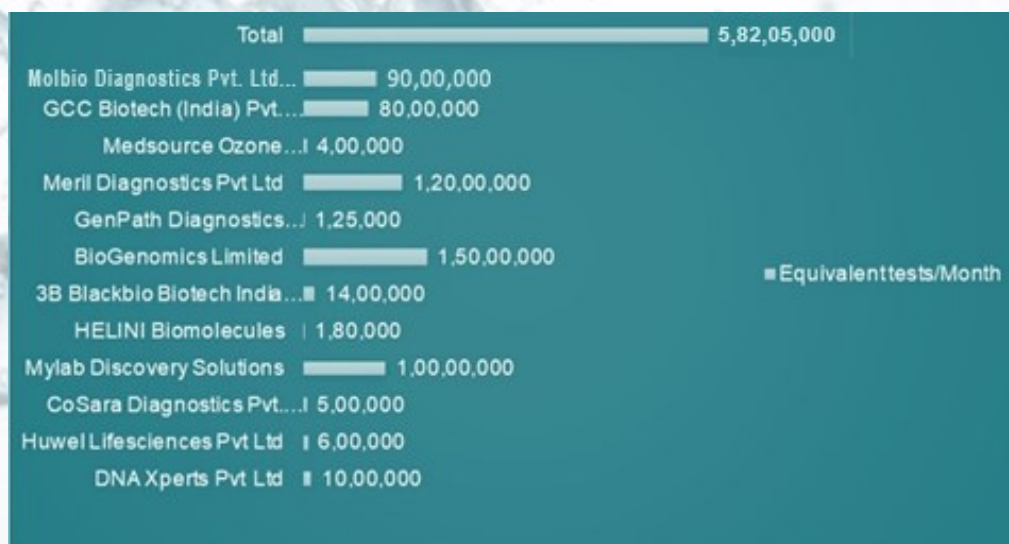 Total 5,82,05,000
Molbio Diagnostics Pvt. Ltd... 90,00,000
GCC Biotech (India) Pvt.... 80,00,000
Medsource Ozone... 4,00,000
Meril Diagnostics Pvt Ltd 1,20,00,000
GenPath Diagnostics... 1,25,000
BioGenomics Limited 1,50,00,000
Equivalent tests/Month
3B Blackbio Biotech India... 14,00,000
HELINI Biomolecules 1,80,000
Mylab Discovery Solutions 1,00,00,000
CoSara Diagnostics Pvt.... 5,00,000
Huwel Lifesciences Pvt Ltd 6,00,000
DNA Xperts Pvt Ltd 10,00,000